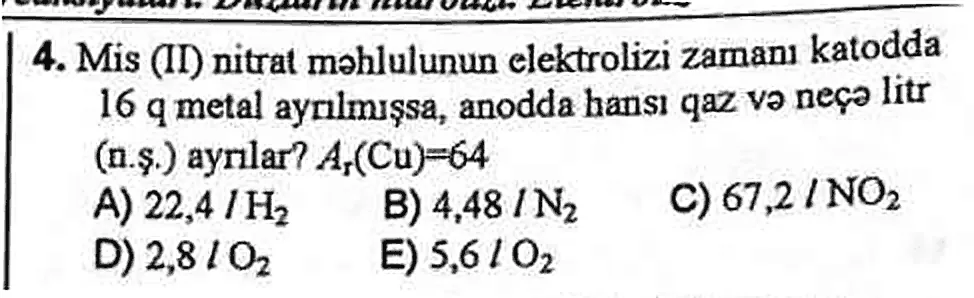 4. Mis (II) nitrat məhlulunun elektrolizi zamanı katodda
16 q metal ayrılmışsa, anodda hansı qaz və neçə litr
(n.ş.) ayrılar? Aᵣ(Cu)=64
A) 22,4 l H₂ B) 4,48 l N₂ C) 67,2 l NO₂
D) 2,8 l O₂ E) 5,6 l O₂